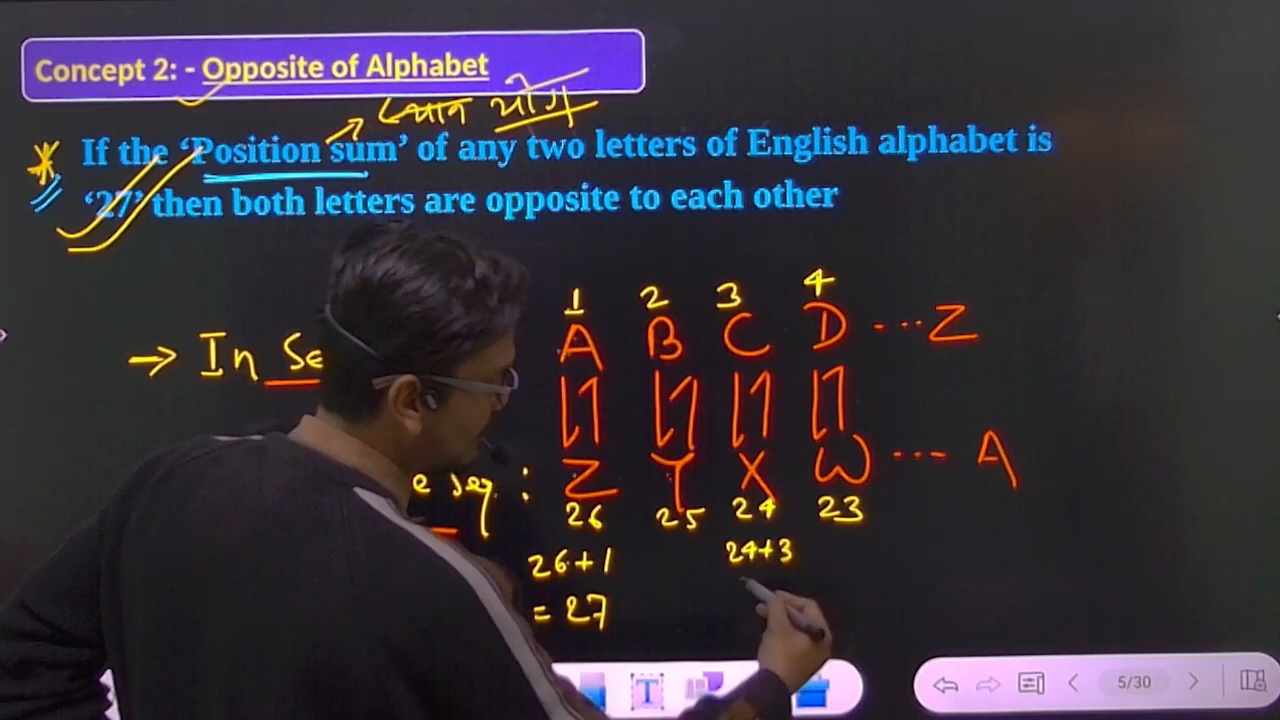 Concept 2: - Opposite of Alphabet
स्थान योग
If the ‘Position sum’ of any two letters of English alphabet is
‘27’ then both letters are opposite to each other
1 2 3 4
→ In Se A B C D ...Z
e seq. : Z Y X W ... A
26 25 24 23
26+1 24+3
= 27
T
5/30